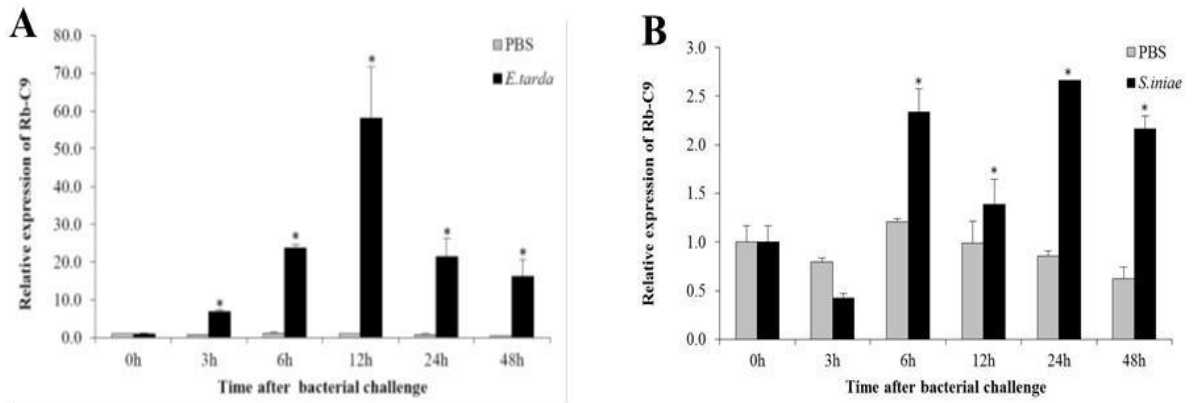 A
PBS
E.tarda
Relative expression of Rb-C9
80.0
70.0
60.0
50.0
40.0
30.0
20.0
10.0
0.0
*
*
*
*
*
0h 3h 6h 12h 24h 48h
Time after bacterial challenge
B
PBS
S.iniae
Relative expression of Rb-C9
3.0
2.5
2.0
1.5
1.0
0.5
0.0
*
*
*
*
0h 3h 6h 12h 24h 48h
Time after bacterial challenge